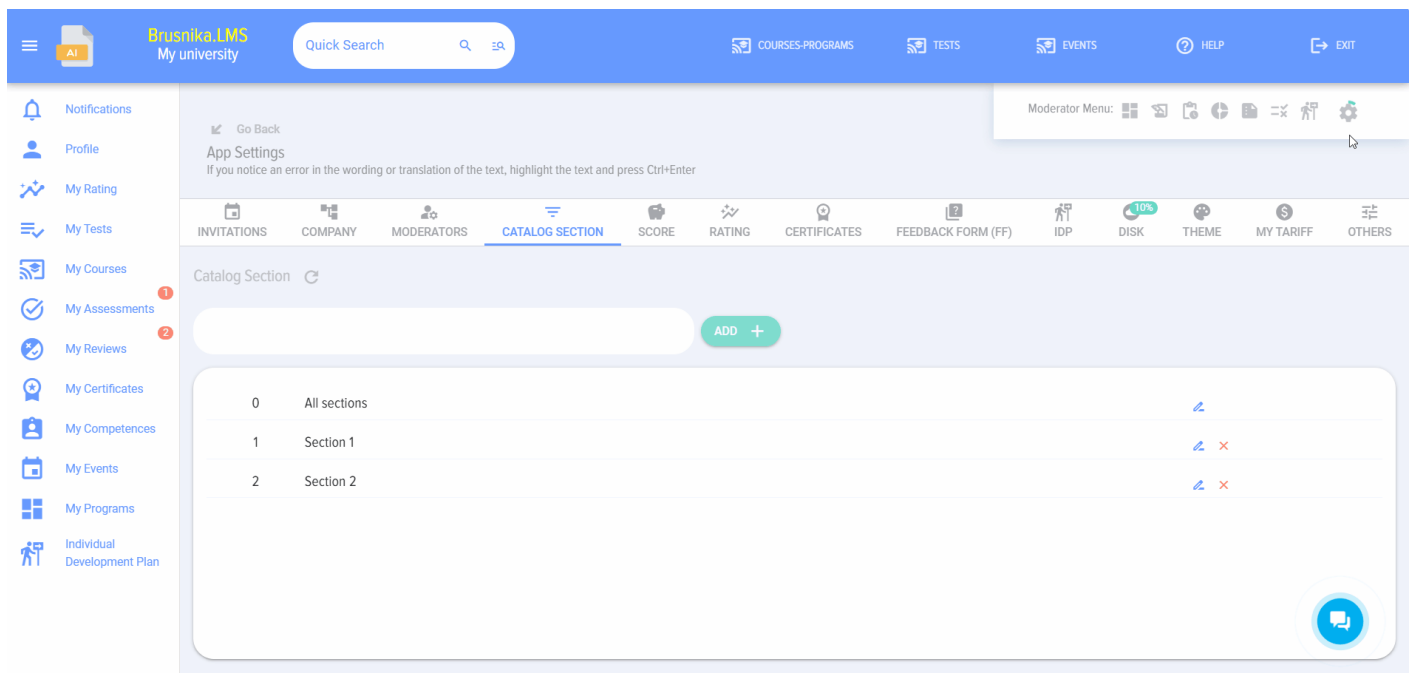 AI
Brusnika.LMS
My university
Quick Search
COURSES-PROGRAMS
TESTS
EVENTS
HELP
EXIT
Moderator Menu:
Notifications
Profile
My Rating
My Tests
My Courses
1
My Assessments
2
My Reviews
My Certificates
My Competences
My Events
My Programs
Individual
Development Plan
Go Back
App Settings
If you notice an error in the wording or translation of the text, highlight the text and press Ctrl+Enter
INVITATIONS
COMPANY
MODERATORS
CATALOG SECTION
SCORE
RATING
CERTIFICATES
FEEDBACK FORM (FF)
IDP
10%
DISK
THEME
MY TARIFF
OTHERS
Catalog Section
ADD +
0 All sections
1 Section 1
2 Section 2